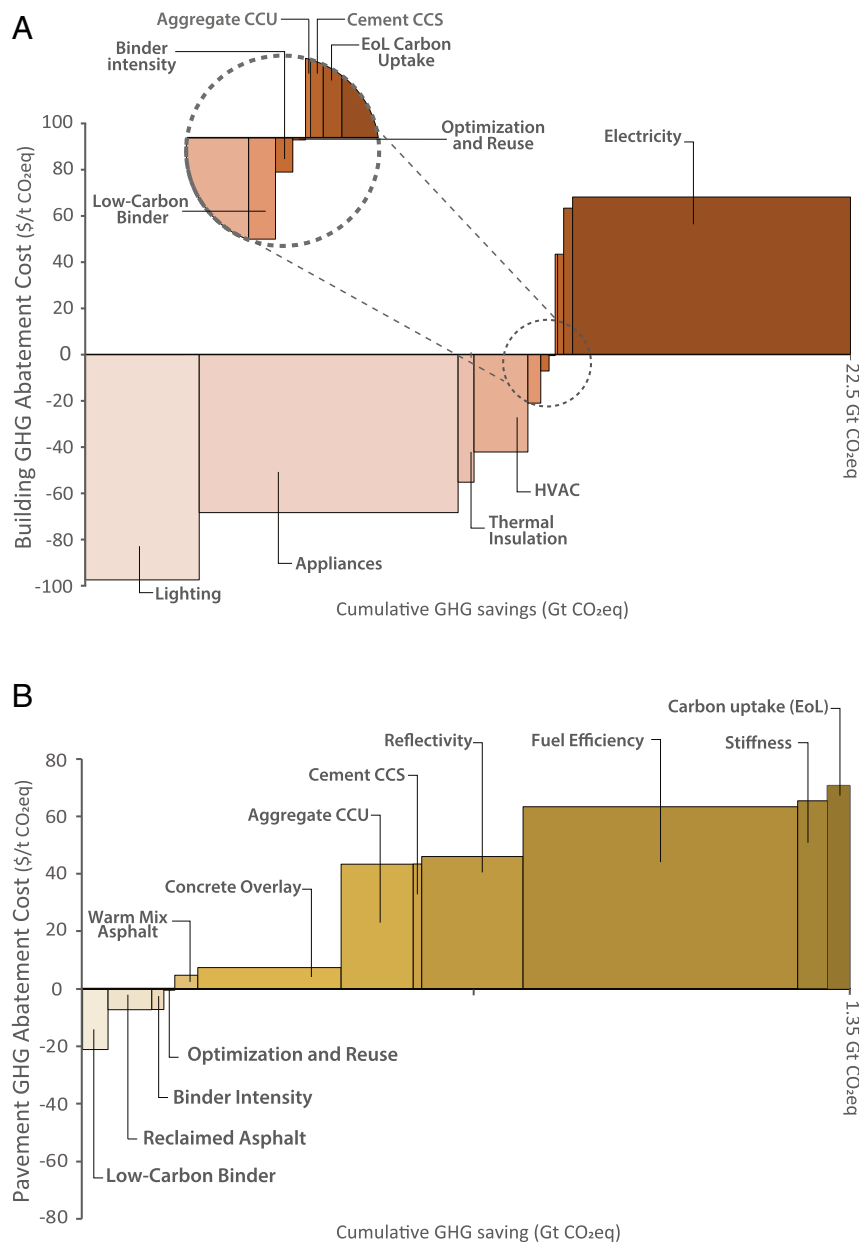 A
Aggregate CCU
Cement CCS
Binder
intensity
EoL Carbon
Uptake
Optimization
and Reuse
Low-Carbon
Binder
Electricity
Building GHG Abatement Cost ($/t CO₂eq)
100
80
60
40
20
0
-20
-40
-60
-80
-100
22.5 Gt CO₂eq
HVAC
Thermal
Insulation
Appliances
Lighting
Cumulative GHG savings (Gt CO₂eq)
B
Carbon uptake (EoL)
Reflectivity
Fuel Efficiency
Stiffness
Cement CCS
Aggregate CCU
Concrete Overlay
Warm Mix
Asphalt
Pavement GHG Abatement Cost ($/t CO₂eq)
80
60
40
20
0
-20
-40
-60
-80
1.35 Gt CO₂eq
Optimization and Reuse
Binder Intensity
Reclaimed Asphalt
Low-Carbon Binder
Cumulative GHG saving (Gt CO₂eq)